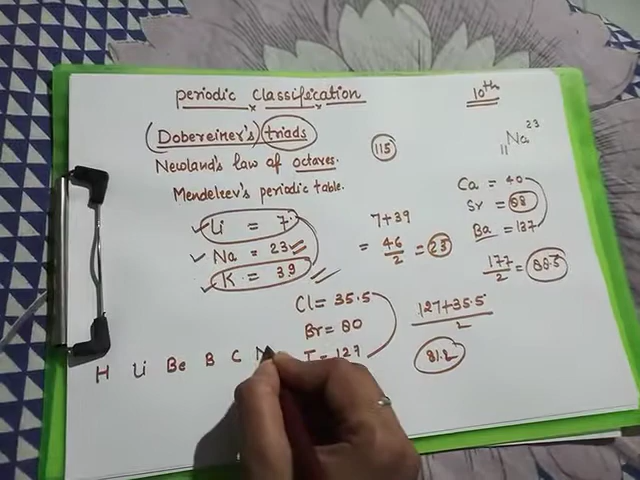 periodic classification
10th
(Dobereiner's) triads
Newland's law of octares.
Mendeleev's periodic table.
115
11Na23
Li = 7
Na = 23
K = 39
7+39
= 46/2 = 23
Ca = 40
Sr = 88
Ba = 137
177/2 = 88.5
Cl = 35.5
Br = 80
I = 127
127+35.5
2
81.2
H Li Be B C N